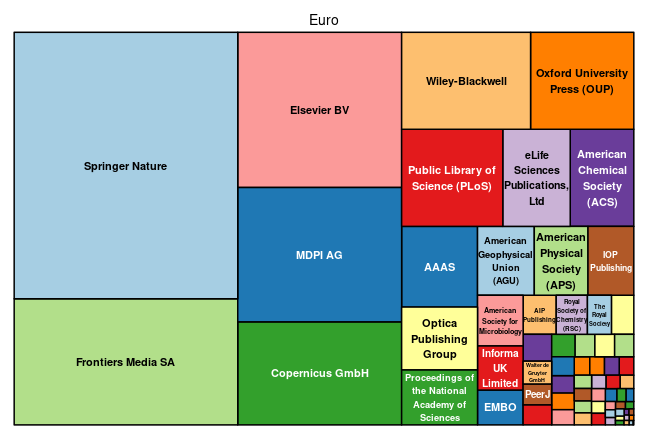 Euro
Springer Nature
Frontiers Media SA
Elsevier BV
MDPI AG
Copernicus GmbH
Wiley-Blackwell
Oxford University
Press (OUP)
Public Library of
Science (PLoS)
eLife
Sciences
Publications,
Ltd
American
Chemical
Society
(ACS)
AAAS
American
Geophysical
Union
(AGU)
American
Physical
Society
(APS)
IOP
Publishing
Optica
Publishing
Group
Proceedings of
the National
Academy of
Sciences
American
Society for
Microbiology
Informa
UK
Limited
EMBO
AIP
Publishing
Royal
Society of
Chemistry
(RSC)
The
Royal
Society
Walter de
Gruyter
GmbH
PeerJ